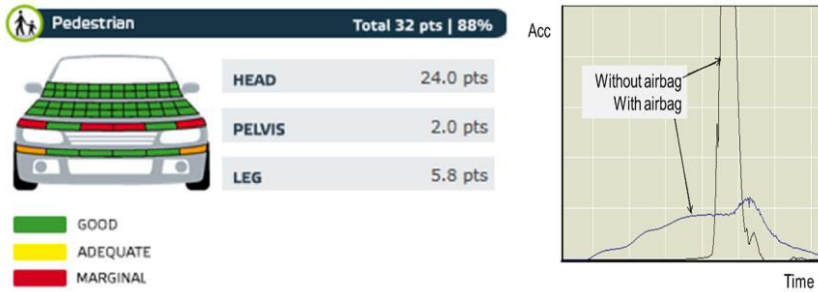 Pedestrian Total 32 pts | 88%
HEAD 24.0 pts
PELVIS 2.0 pts
LEG 5.8 pts
GOOD
ADEQUATE
MARGINAL
Acc
Without airbag
With airbag
Time